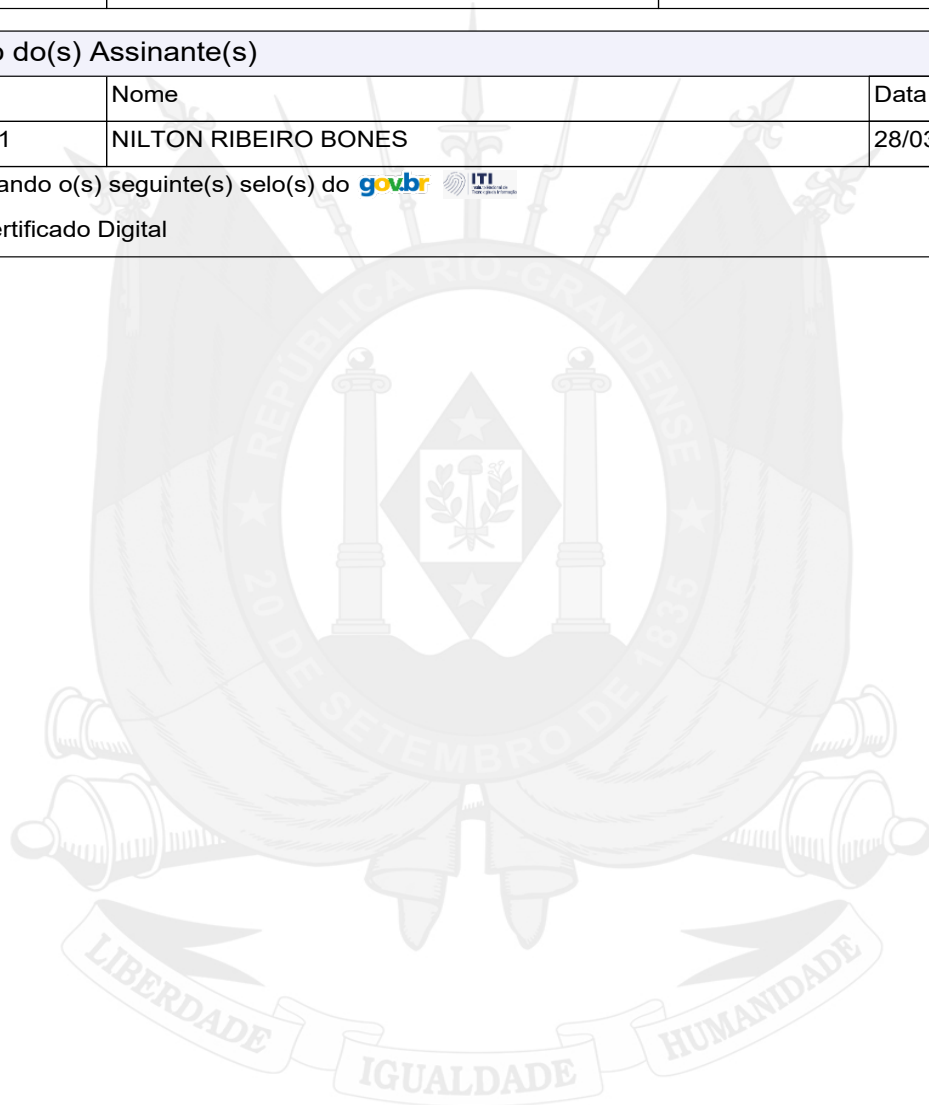 o do(s) Assinante(s)
Nome Data
1 NILTON RIBEIRO BONES 28/03
ando o(s) seguinte(s) selo(s) do gov.br ITI
ertificado Digital
REPÚBLICA RIO-GRANDENSE
20 DE SETEMBRO DE 1835
LIBERDADE IGUALDADE HUMANIDADE